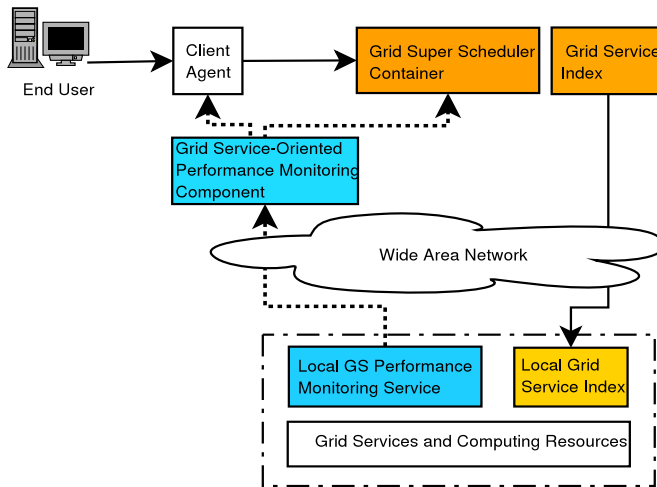 End User
Client
Agent
Grid Super Scheduler
Container
Grid Service
Index
Grid Service-Oriented
Performance Monitoring
Component
Wide Area Network
Local GS Performance
Monitoring Service
Local Grid
Service Index
Grid Services and Computing Resources